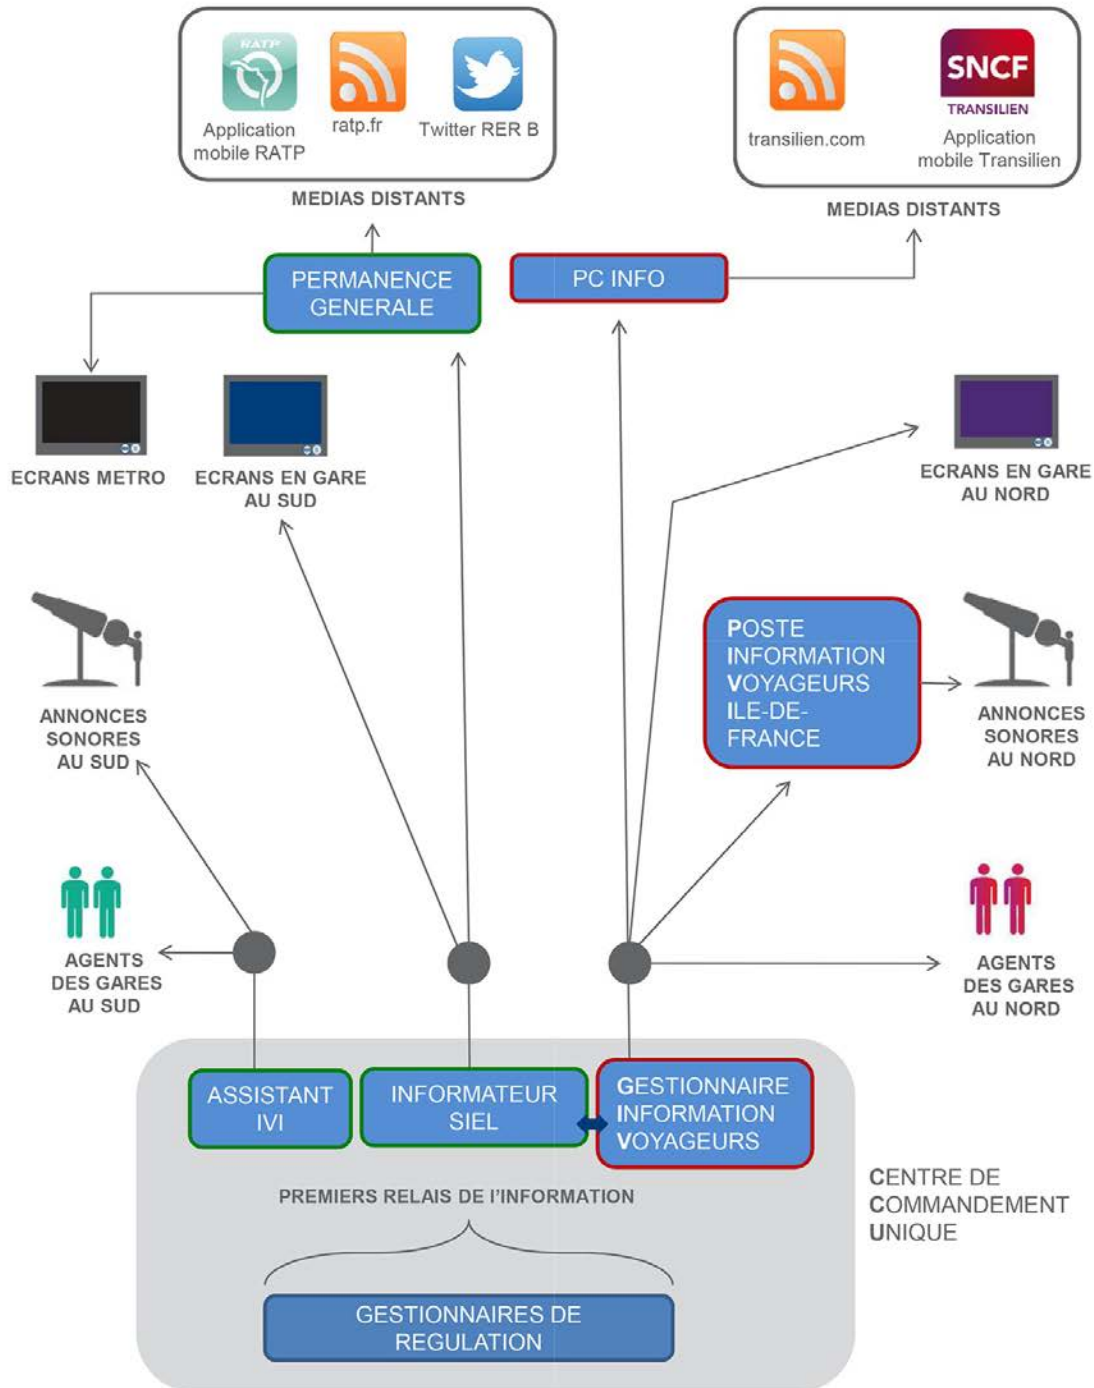 RATP
Application
mobile RATP
ratp.fr
Twitter RER B
transilien.com
SNCF
TRANSILIEN
Application
mobile Transilien
MEDIAS DISTANTS
MEDIAS DISTANTS
PERMANENCE
GENERALE
PC INFO
ECRANS METRO
ECRANS EN GARE
AU SUD
ECRANS EN GARE
AU NORD
POSTE
INFORMATION
VOYAGEURS
ILE-DE-
FRANCE
ANNONCES
SONORES
AU SUD
ANNONCES
SONORES
AU NORD
AGENTS
DES GARES
AU SUD
AGENTS
DES GARES
AU NORD
ASSISTANT
IVI
INFORMATEUR
SIEL
GESTIONNAIRE
INFORMATION
VOYAGEURS
PREMIERS RELAIS DE l'INFORMATION
CENTRE DE
COMMANDEMENT
UNIQUE
GESTIONNAIRES DE
REGULATION